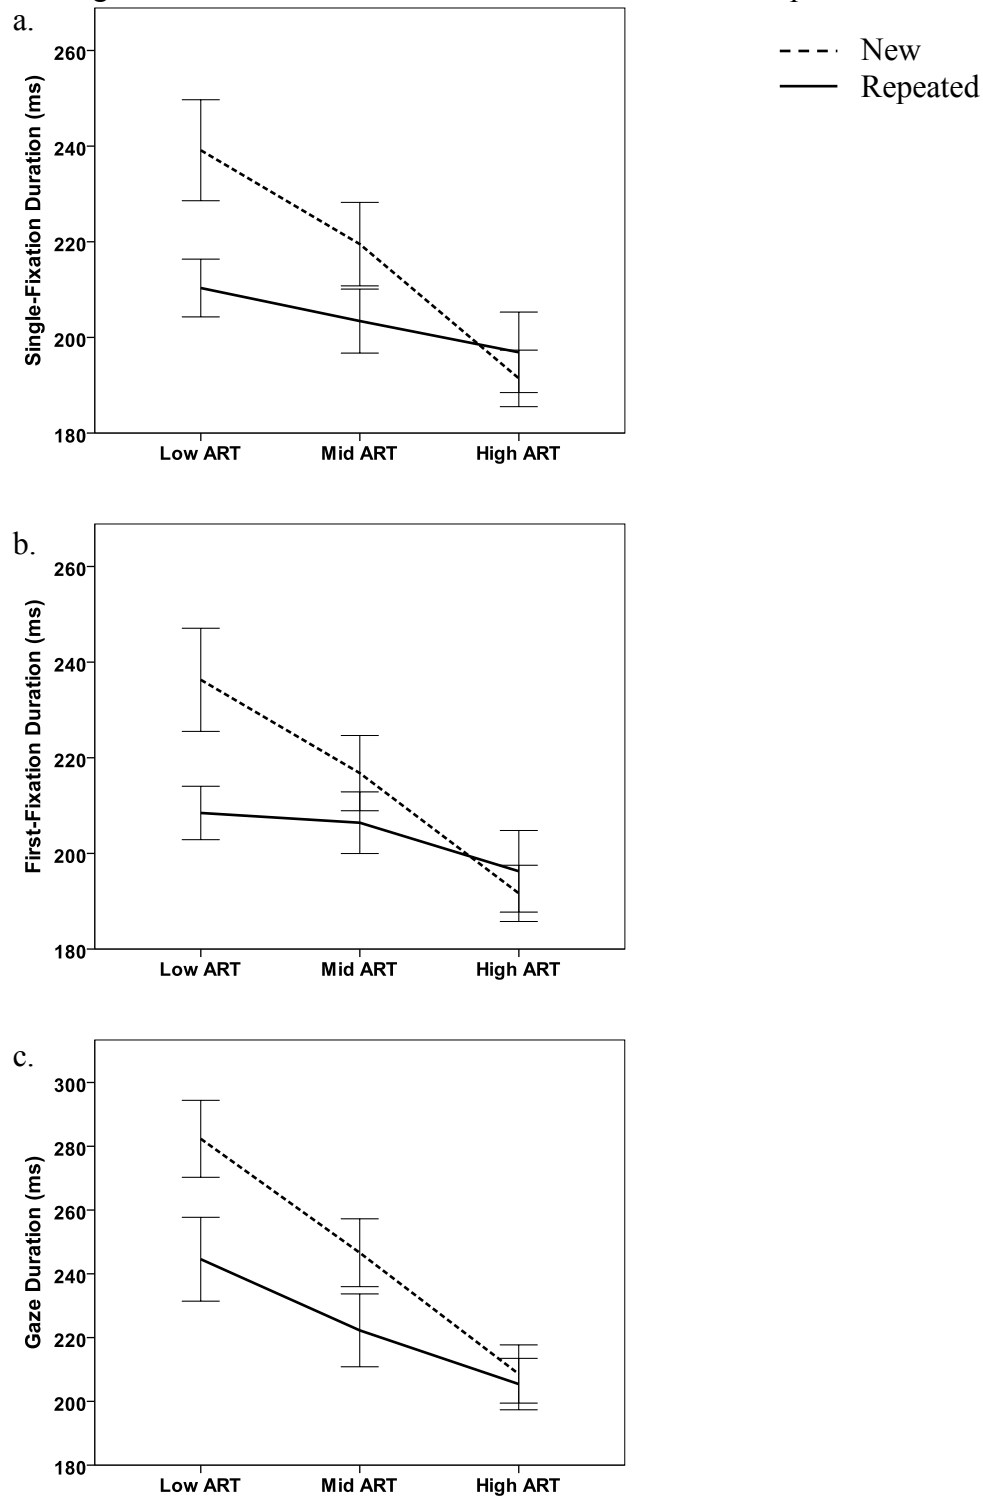 a.
New
Repeated
Single-Fixation Duration (ms)
260
240
220
200
180
Low ART
Mid ART
High ART
b.
First-Fixation Duration (ms)
260
240
220
200
180
Low ART
Mid ART
High ART
c.
Gaze Duration (ms)
300
280
260
240
220
200
180
Low ART
Mid ART
High ART